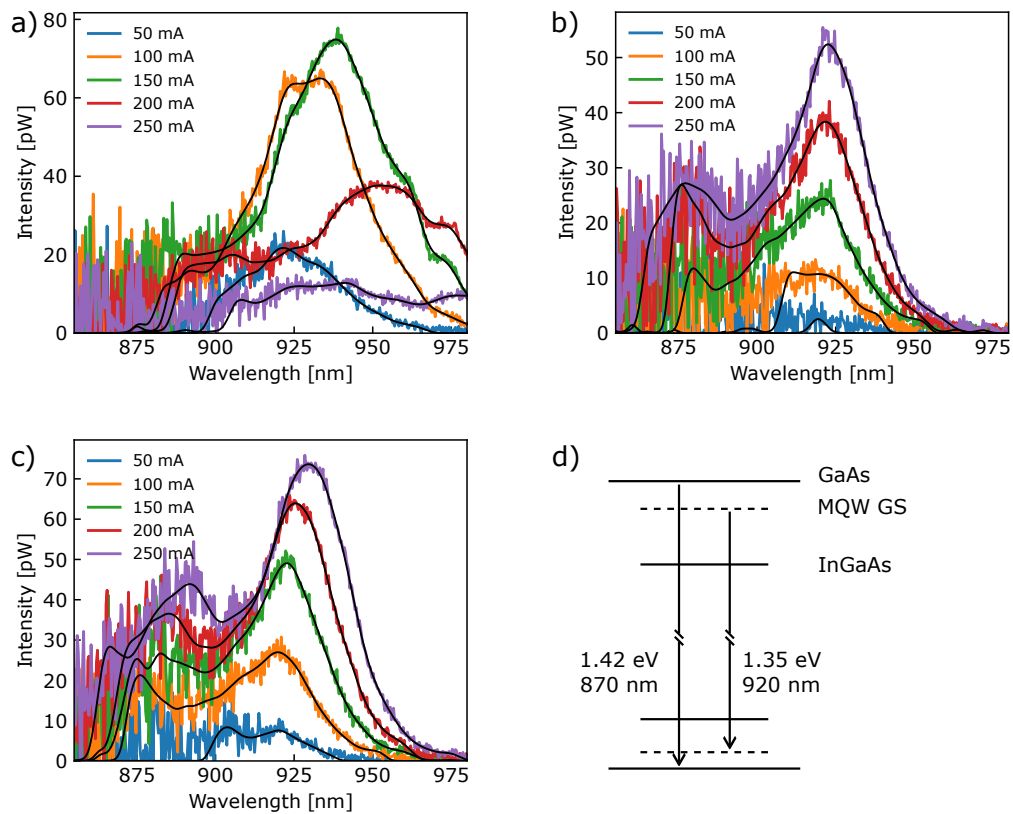 a)
50 mA
100 mA
150 mA
200 mA
250 mA
Intensity [pW]
80
60
40
20
0
875
900
925
950
975
Wavelength [nm]
b)
50 mA
100 mA
150 mA
200 mA
250 mA
Intensity [pW]
50
40
30
20
10
0
875
900
925
950
975
Wavelength [nm]
c)
50 mA
100 mA
150 mA
200 mA
250 mA
Intensity [pW]
70
60
50
40
30
20
10
0
875
900
925
950
975
Wavelength [nm]
d)
GaAs
MQW GS
InGaAs
1.42 eV
870 nm
1.35 eV
920 nm